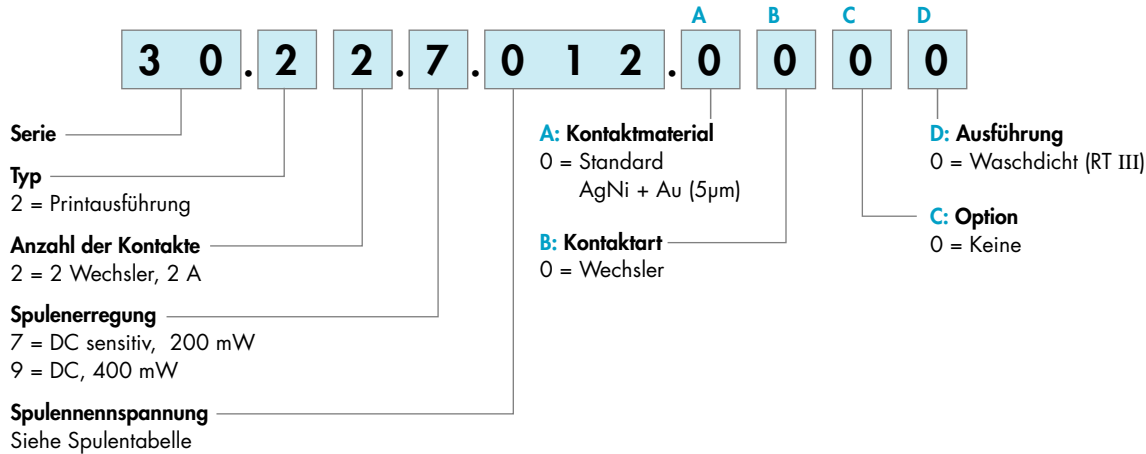 A B C D
3 0 . 2 2 . 7 . 0 1 2 . 0 0 0 0
Serie
Typ
2 = Printausführung
Anzahl der Kontakte
2 = 2 Wechsler, 2 A
Spulenerregung
7 = DC sensitiv, 200 mW
9 = DC, 400 mW
Spulennennspannung
Siehe Spulentabelle
A: Kontaktmaterial
0 = Standard
AgNi + Au (5µm)
B: Kontaktart
0 = Wechsler
D: Ausführung
0 = Waschdicht (RT III)
C: Option
0 = Keine